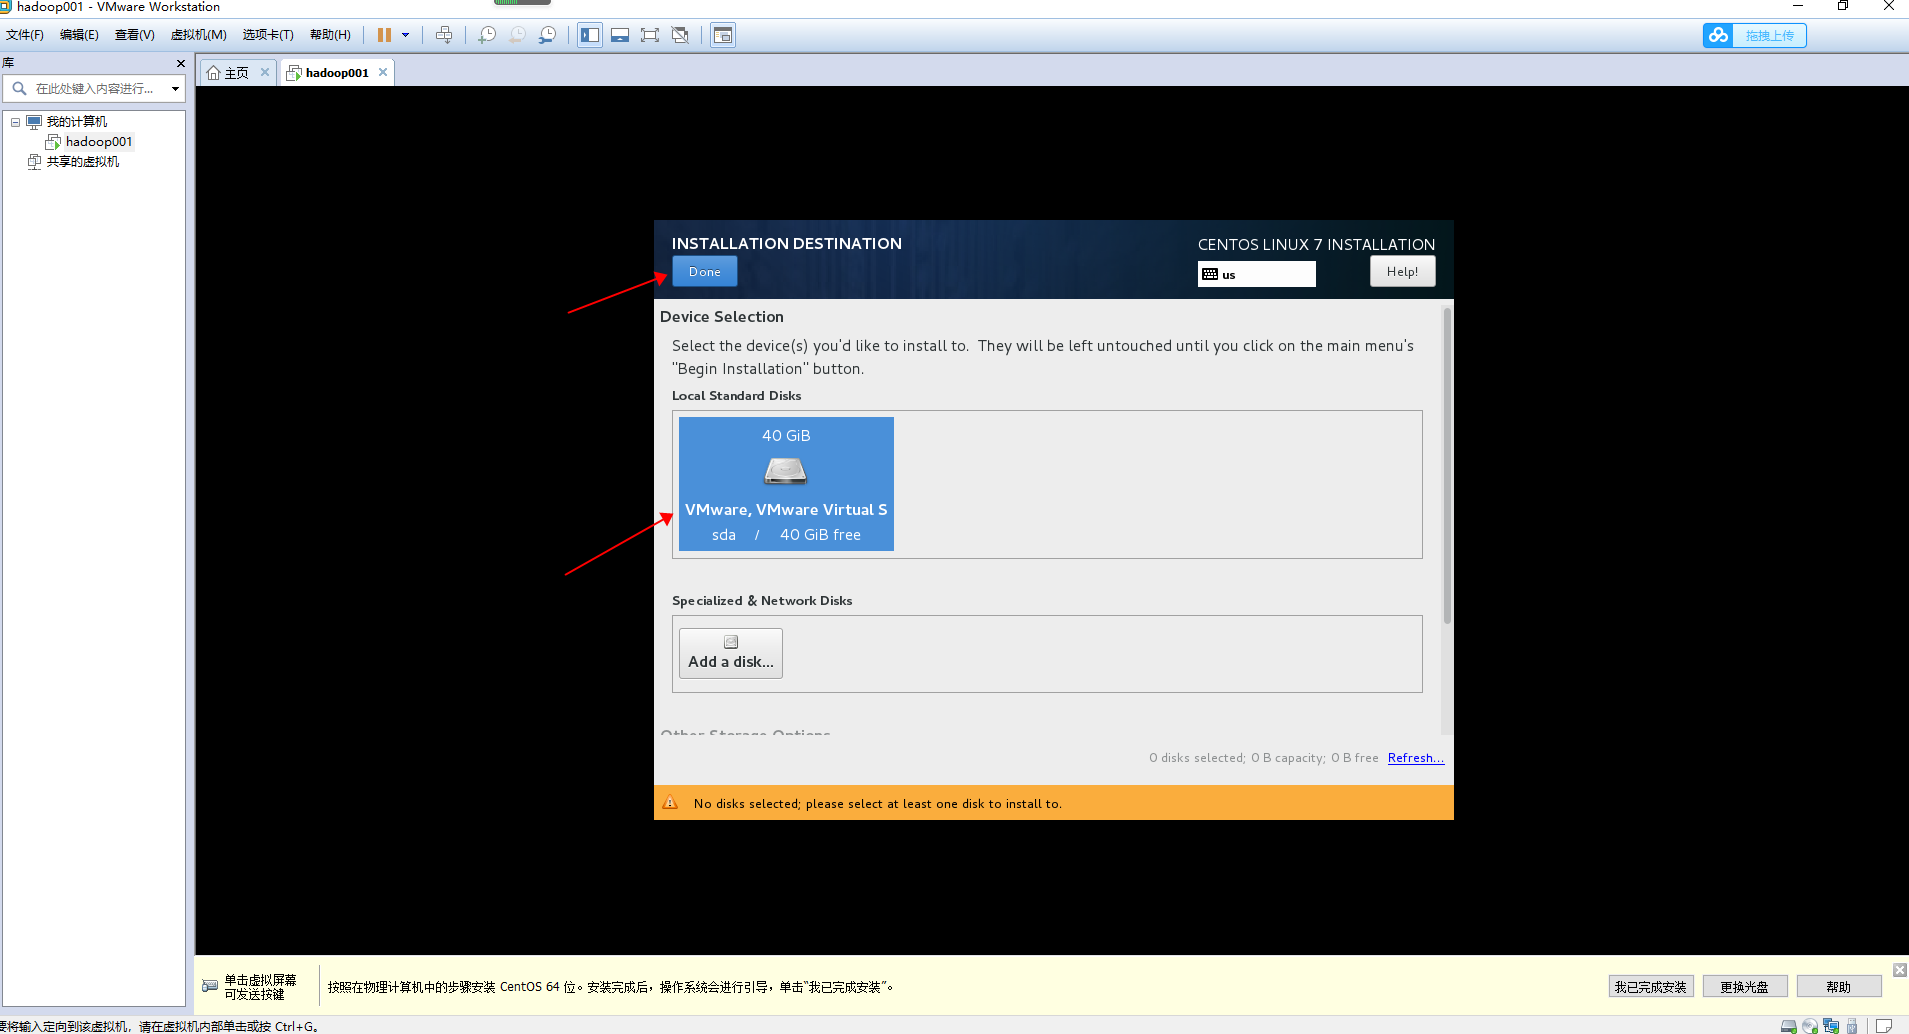 hadoop001 - VMware Workstation
文件(F) 编辑(E) 查看(V) 虚拟机(M) 选项卡(T) 帮助(H)
拖拽上传
库
主页
hadoop001
在此处键入内容进行...
我的计算机
hadoop001
共享的虚拟机
INSTALLATION DESTINATION
CENTOS LINUX 7 INSTALLATION
Done
us
Help!
Device Selection
Select the device(s) you'd like to install to.  They will be left untouched until you click on the main menu's
"Begin Installation" button.
Local Standard Disks
40 GiB
VMware, VMware Virtual S
sda / 40 GiB free
Specialized & Network Disks
Add a disk...
Other Storage Options
0 disks selected; 0 B capacity; 0 B free Refresh...
No disks selected; please select at least one disk to install to.
单击虚拟屏幕
可发送按键
按照在物理计算机中的步骤安装 CentOS 64 位。安装完成后，操作系统会进行引导，单击“我已完成安装”。
我已完成安装
更换光盘
帮助
要将输入定向到该虚拟机，请在虚拟机内部单击或按 Ctrl+G。